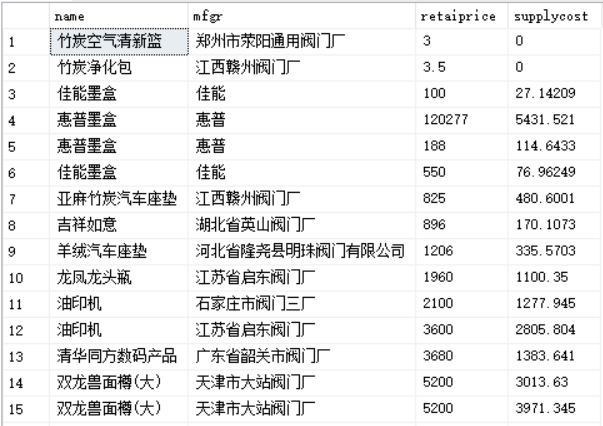 name mfgr retaiprice supplycost
1 竹炭空气清新篮 郑州市荥阳通用阀门厂 3 0
2 竹炭净化包 江西赣州阀门厂 3.5 0
3 佳能墨盒 佳能 100 27.14209
4 惠普墨盒 惠普 120277 5431.521
5 惠普墨盒 惠普 188 114.6433
6 佳能墨盒 佳能 550 76.96249
7 亚麻竹炭汽车座垫 江西赣州阀门厂 825 480.6001
8 吉祥如意 湖北省英山阀门厂 896 170.1073
9 羊绒汽车座垫 河北省隆尧县明珠阀门有限公司 1206 335.5703
10 龙凤龙头瓶 江苏省启东阀门厂 1960 1100.35
11 油印机 石家庄市阀门三厂 2100 1277.945
12 油印机 江苏省启东阀门厂 3600 2805.804
13 清华同方数码产品 广东省韶关市阀门厂 3680 1383.641
14 双龙兽面樽(大) 天津市大站阀门厂 5200 3013.63
15 双龙兽面樽(大) 天津市大站阀门厂 5200 3971.345